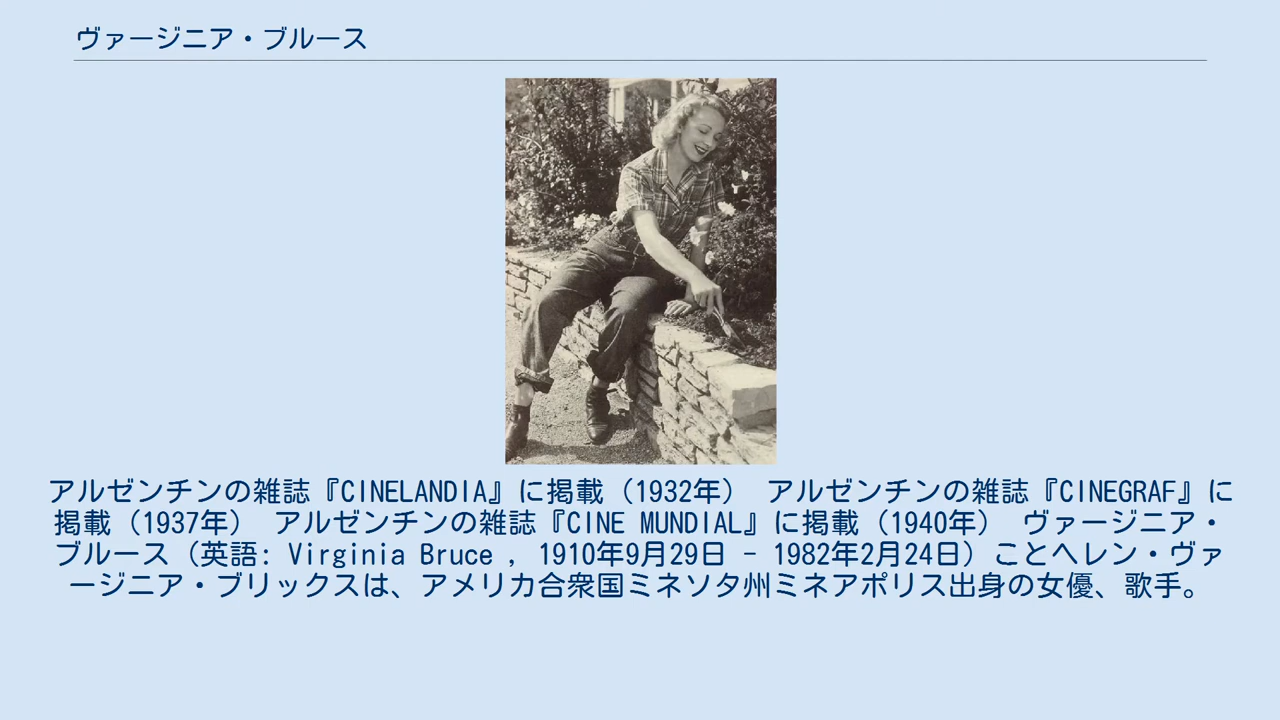 ヴァージニア・ブルース
アルゼンチンの雑誌『CINELANDIA』に掲載（1932年） アルゼンチンの雑誌『CINEGRAF』に
掲載（1937年） アルゼンチンの雑誌『CINE MUNDIAL』に掲載（1940年） ヴァージニア・
ブルース（英語: Virginia Bruce , 1910年9月29日 - 1982年2月24日）ことヘレン・ヴァ
ージニア・ブリックスは、アメリカ合衆国ミネソタ州ミネアポリス出身の女優、歌手。